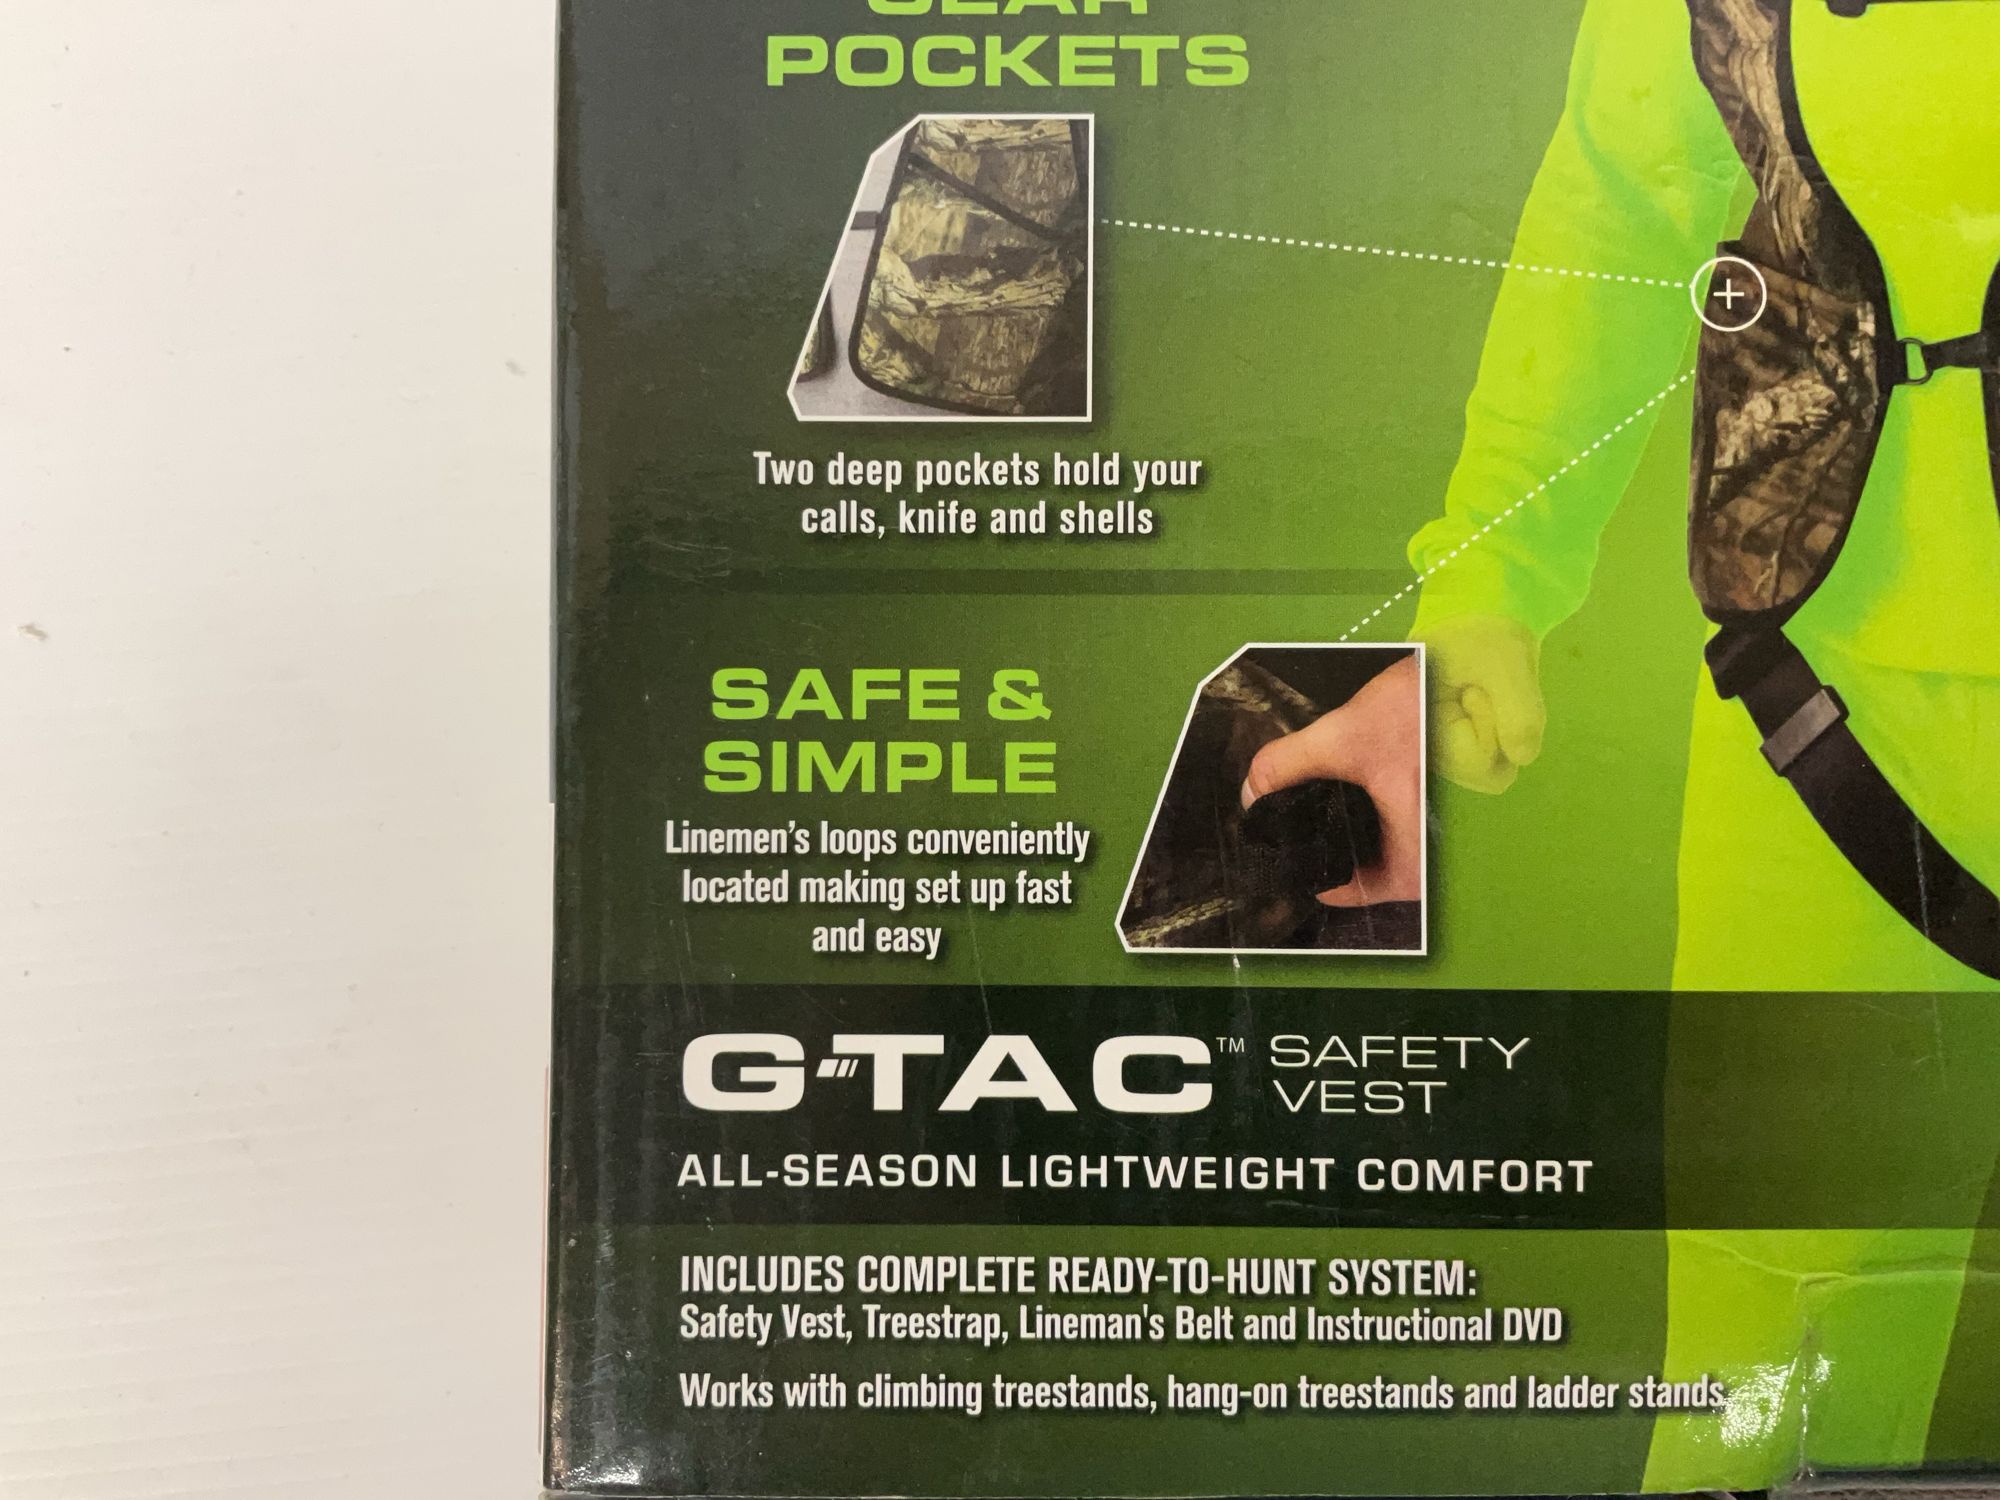 GEAR
POCKETS
Two deep pockets hold your
calls, knife and shells
SAFE &
SIMPLE
Linemen's loops conveniently
located making set up fast
and easy
G-TAC™ SAFETY
VEST
ALL-SEASON LIGHTWEIGHT COMFORT
INCLUDES COMPLETE READY-TO-HUNT SYSTEM:
Safety Vest, Treestrap, Lineman's Belt and Instructional DVD
Works with climbing treestands, hang-on treestands and ladder stands.